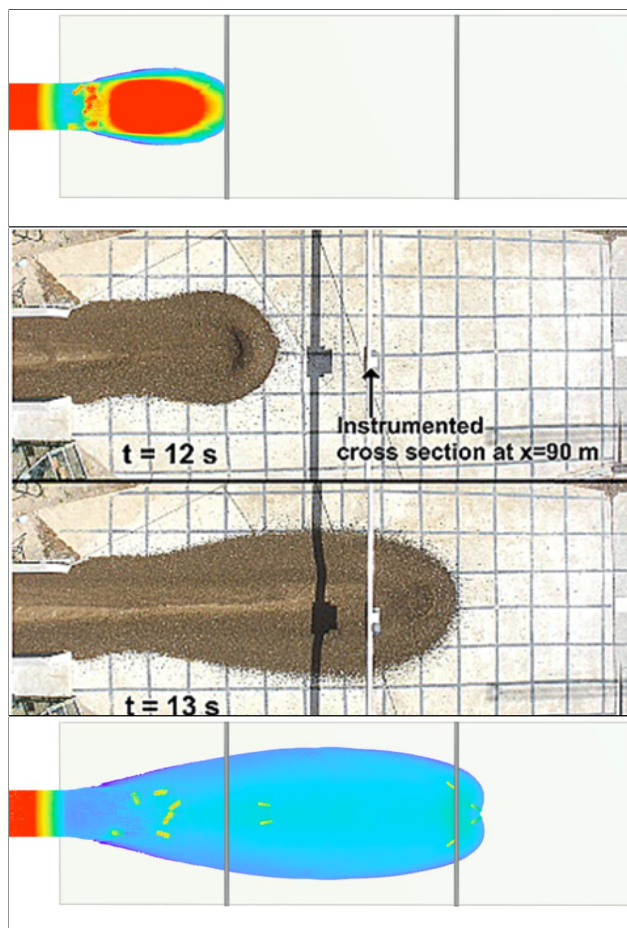 t = 12 s
Instrumented
cross section at x=90 m
t = 13 s